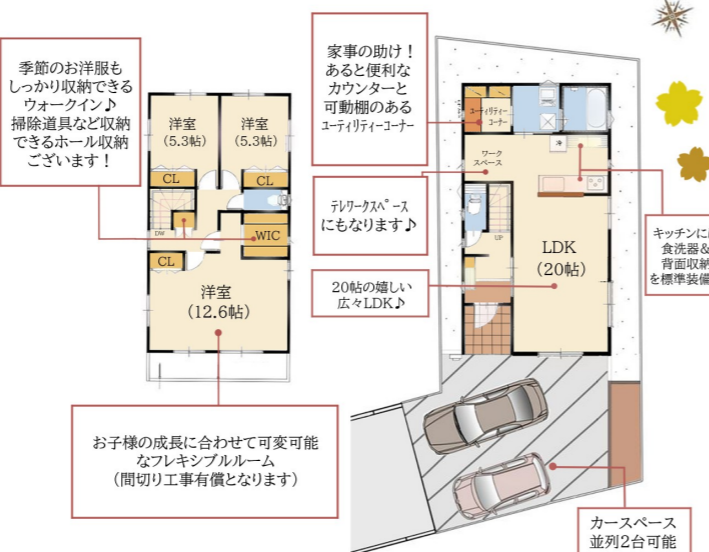 季節のお洋服も
しっかり収納できる
ウォークイン♪
掃除道具など収納
できるホール収納
ございます！
洋室
(5.3帖)
洋室
(5.3帖)
CL
CL
DW
WIC
CL
洋室
(12.6帖)
お子様の成長に合わせて可変可能
なフレキシブルルーム
(間切り工事有償となります)
家事の助け！
あると便利な
カウンターと
可動棚のある
ﾕｰﾃｨﾘﾃｨｰｺｰﾅｰ
ﾃﾚﾜｰｸｽﾍﾟｰｽ
にもなります♪
20帖の嬉しい
広々LDK♪
ユーティリティー
コーナー
ワーク
スペース
冷
UP
LDK
(20帖)
キッチンに
食洗器&
背面収納
を標準装備
カースペース
並列2台可能